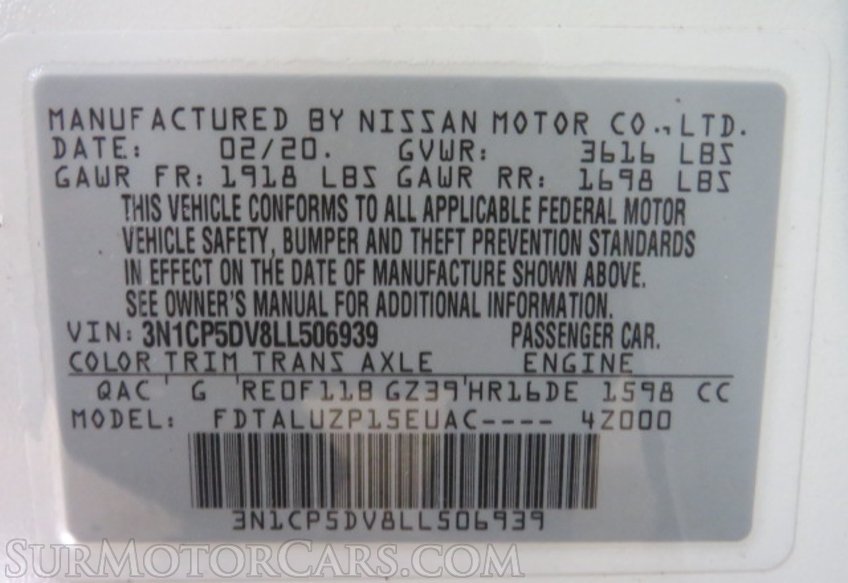 MANUFACTURED BY NISSAN MOTOR CO., LTD.
DATE: 02/20. GVWR: 3616 LBS
GAWR FR: 1918 LBS GAWR RR: 1698 LBS
THIS VEHICLE CONFORMS TO ALL APPLICABLE FEDERAL MOTOR
VEHICLE SAFETY, BUMPER AND THEFT PREVENTION STANDARDS
IN EFFECT ON THE DATE OF MANUFACTURE SHOWN ABOVE.
SEE OWNER'S MANUAL FOR ADDITIONAL INFORMATION.
VIN: 3N1CP5DV8LL506939 PASSENGER CAR.
COLOR TRIM TRANS AXLE ENGINE
QAC ' G 'RE0F11B GZ39'HR16DE 1598 CC
MODEL: FDTALUZP15EUAC---- 4Z000
3N1CP5DV8LL506939
SURMOTORCARS.COM